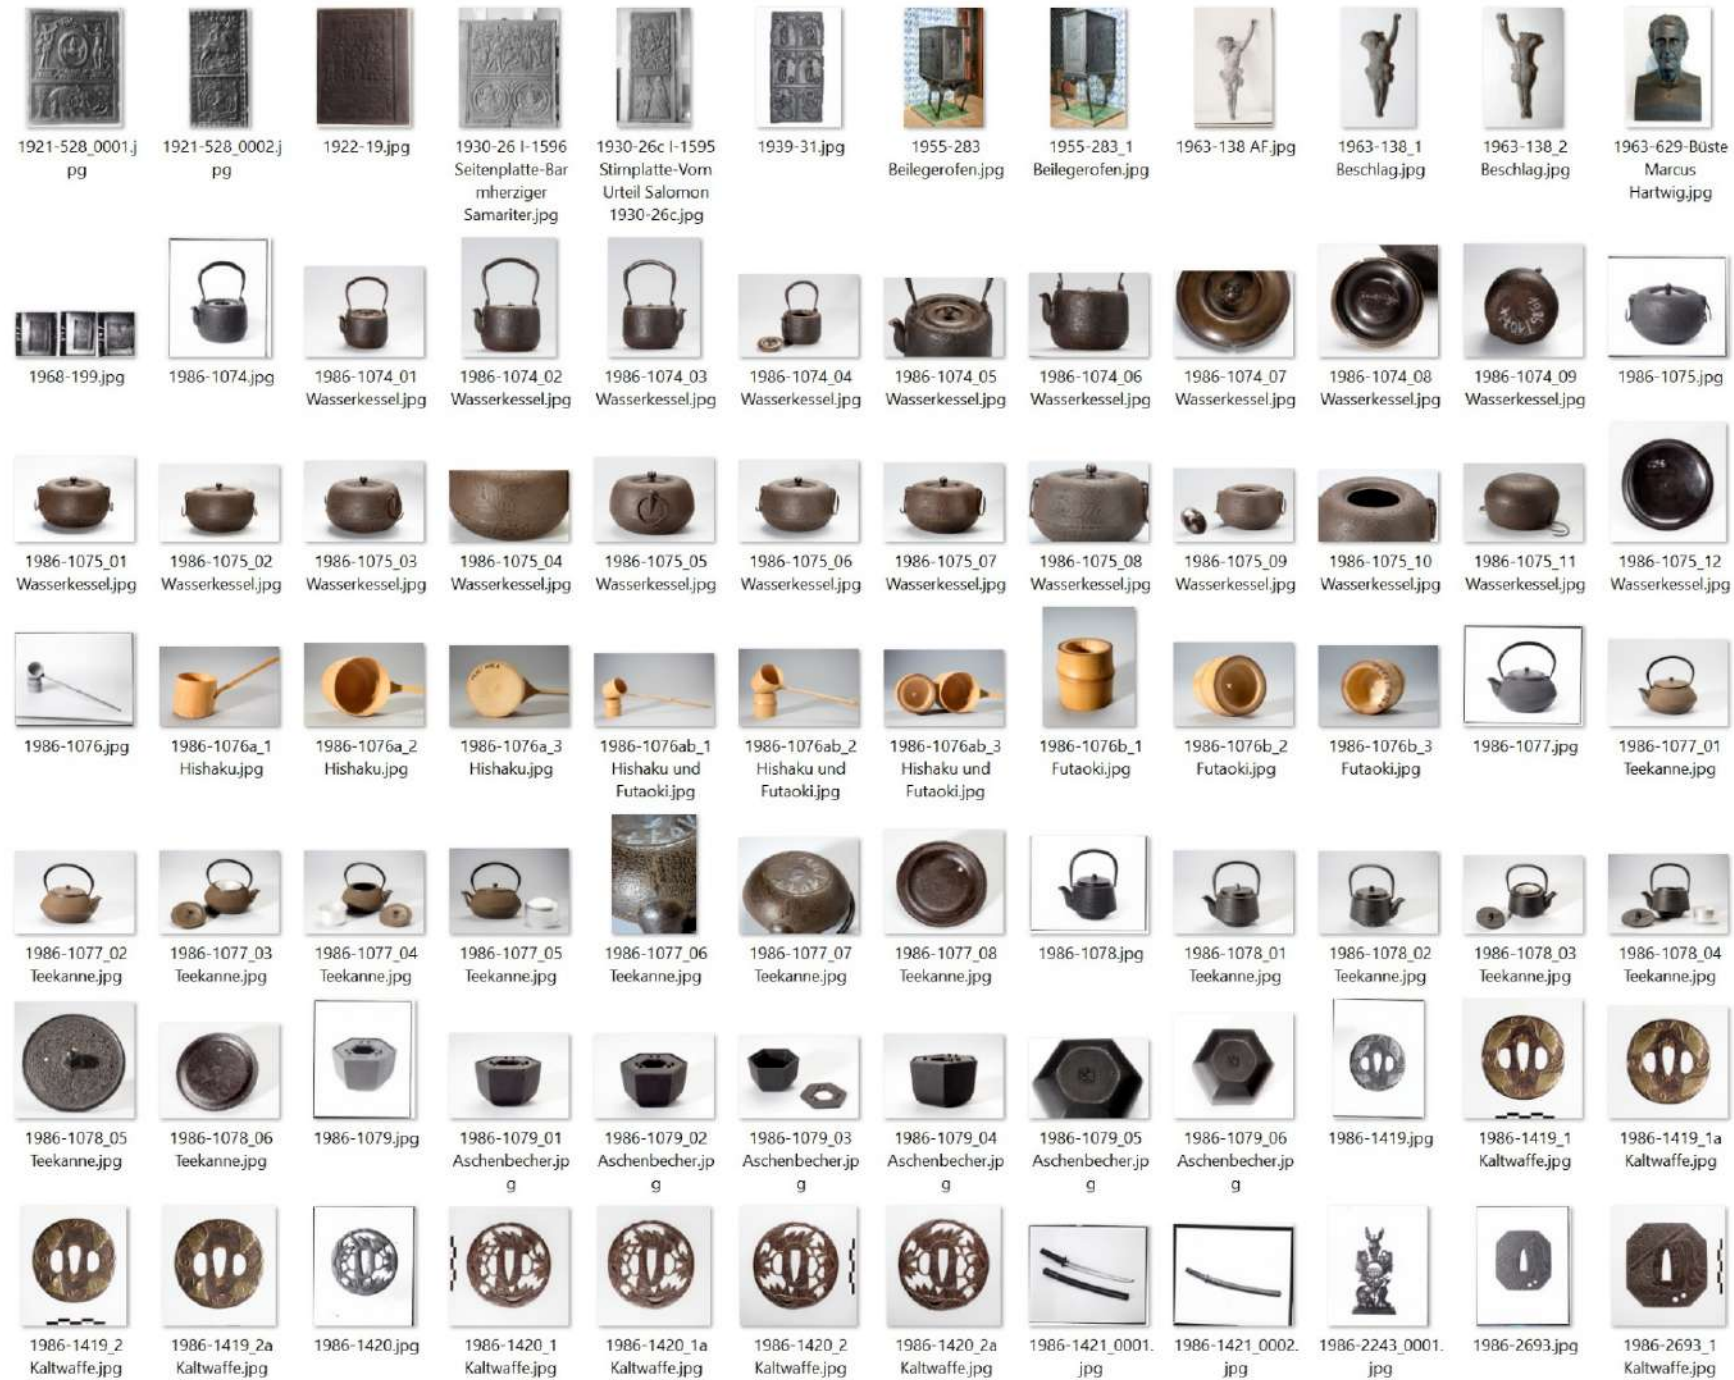 1921-528_0001.j
pg
1921-528_0002.j
pg
1922-19.jpg
1930-26 I-1596
Seitenplatte-Bar
mherziger
Samariter.jpg
1930-26c I-1595
Stirnplatte-Vom
Urteil Salomon
1930-26c.jpg
1939-31.jpg
1955-283
Beilegerofen.jpg
1955-283_1
Beilegerofen.jpg
1963-138 AF.jpg
1963-138_1
Beschlag.jpg
1963-138_2
Beschlag.jpg
1963-629-Büste
Marcus
Hartwig.jpg
1968-199.jpg
1986-1074.jpg
1986-1074_01
Wasserkessel.jpg
1986-1074_02
Wasserkessel.jpg
1986-1074_03
Wasserkessel.jpg
1986-1074_04
Wasserkessel.jpg
1986-1074_05
Wasserkessel.jpg
1986-1074_06
Wasserkessel.jpg
1986-1074_07
Wasserkessel.jpg
1986-1074_08
Wasserkessel.jpg
1986-1074_09
Wasserkessel.jpg
1986-1075.jpg
1986-1075_01
Wasserkessel.jpg
1986-1075_02
Wasserkessel.jpg
1986-1075_03
Wasserkessel.jpg
1986-1075_04
Wasserkessel.jpg
1986-1075_05
Wasserkessel.jpg
1986-1075_06
Wasserkessel.jpg
1986-1075_07
Wasserkessel.jpg
1986-1075_08
Wasserkessel.jpg
1986-1075_09
Wasserkessel.jpg
1986-1075_10
Wasserkessel.jpg
1986-1075_11
Wasserkessel.jpg
1986-1075_12
Wasserkessel.jpg
1986-1076.jpg
1986-1076a_1
Hishaku.jpg
1986-1076a_2
Hishaku.jpg
1986-1076a_3
Hishaku.jpg
1986-1076ab_1
Hishaku und
Futaoki.jpg
1986-1076ab_2
Hishaku und
Futaoki.jpg
1986-1076ab_3
Hishaku und
Futaoki.jpg
1986-1076b_1
Futaoki.jpg
1986-1076b_2
Futaoki.jpg
1986-1076b_3
Futaoki.jpg
1986-1077.jpg
1986-1077_01
Teekanne.jpg
1986-1077_02
Teekanne.jpg
1986-1077_03
Teekanne.jpg
1986-1077_04
Teekanne.jpg
1986-1077_05
Teekanne.jpg
1986-1077_06
Teekanne.jpg
1986-1077_07
Teekanne.jpg
1986-1077_08
Teekanne.jpg
1986-1078.jpg
1986-1078_01
Teekanne.jpg
1986-1078_02
Teekanne.jpg
1986-1078_03
Teekanne.jpg
1986-1078_04
Teekanne.jpg
1986-1078_05
Teekanne.jpg
1986-1078_06
Teekanne.jpg
1986-1079.jpg
1986-1079_01
Aschenbecher.jp
g
1986-1079_02
Aschenbecher.jp
g
1986-1079_03
Aschenbecher.jp
g
1986-1079_04
Aschenbecher.jp
g
1986-1079_05
Aschenbecher.jp
g
1986-1079_06
Aschenbecher.jp
g
1986-1419.jpg
1986-1419_1
Kaltwaffe.jpg
1986-1419_1a
Kaltwaffe.jpg
1986-1419_2
Kaltwaffe.jpg
1986-1419_2a
Kaltwaffe.jpg
1986-1420.jpg
1986-1420_1
Kaltwaffe.jpg
1986-1420_1a
Kaltwaffe.jpg
1986-1420_2
Kaltwaffe.jpg
1986-1420_2a
Kaltwaffe.jpg
1986-1421_0001.
jpg
1986-1421_0002.
jpg
1986-2243_0001.
jpg
1986-2693.jpg
1986-2693_1
Kaltwaffe.jpg